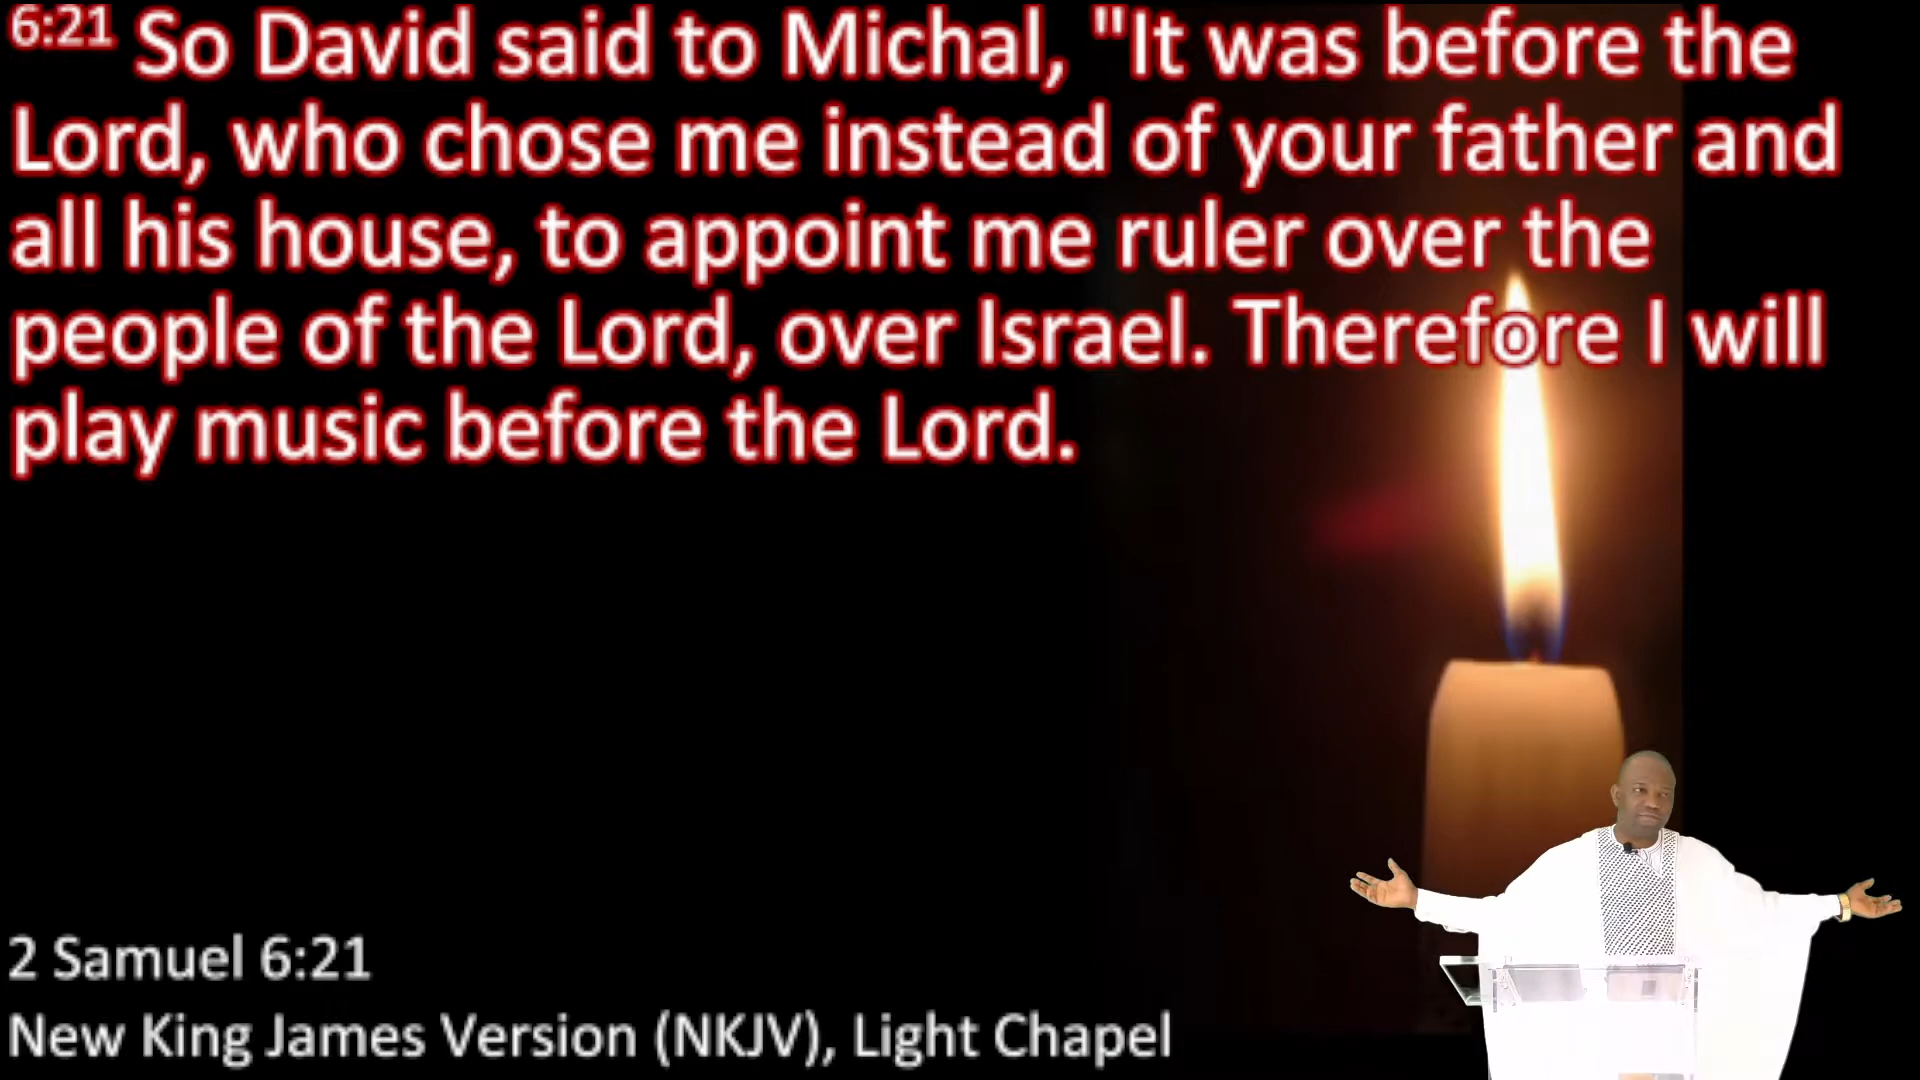 6:21 So David said to Michal, "It was before the
Lord, who chose me instead of your father and
all his house, to appoint me ruler over the
people of the Lord, over Israel. Therefore I will
play music before the Lord.
2 Samuel 6:21
New King James Version (NKJV), Light Chapel